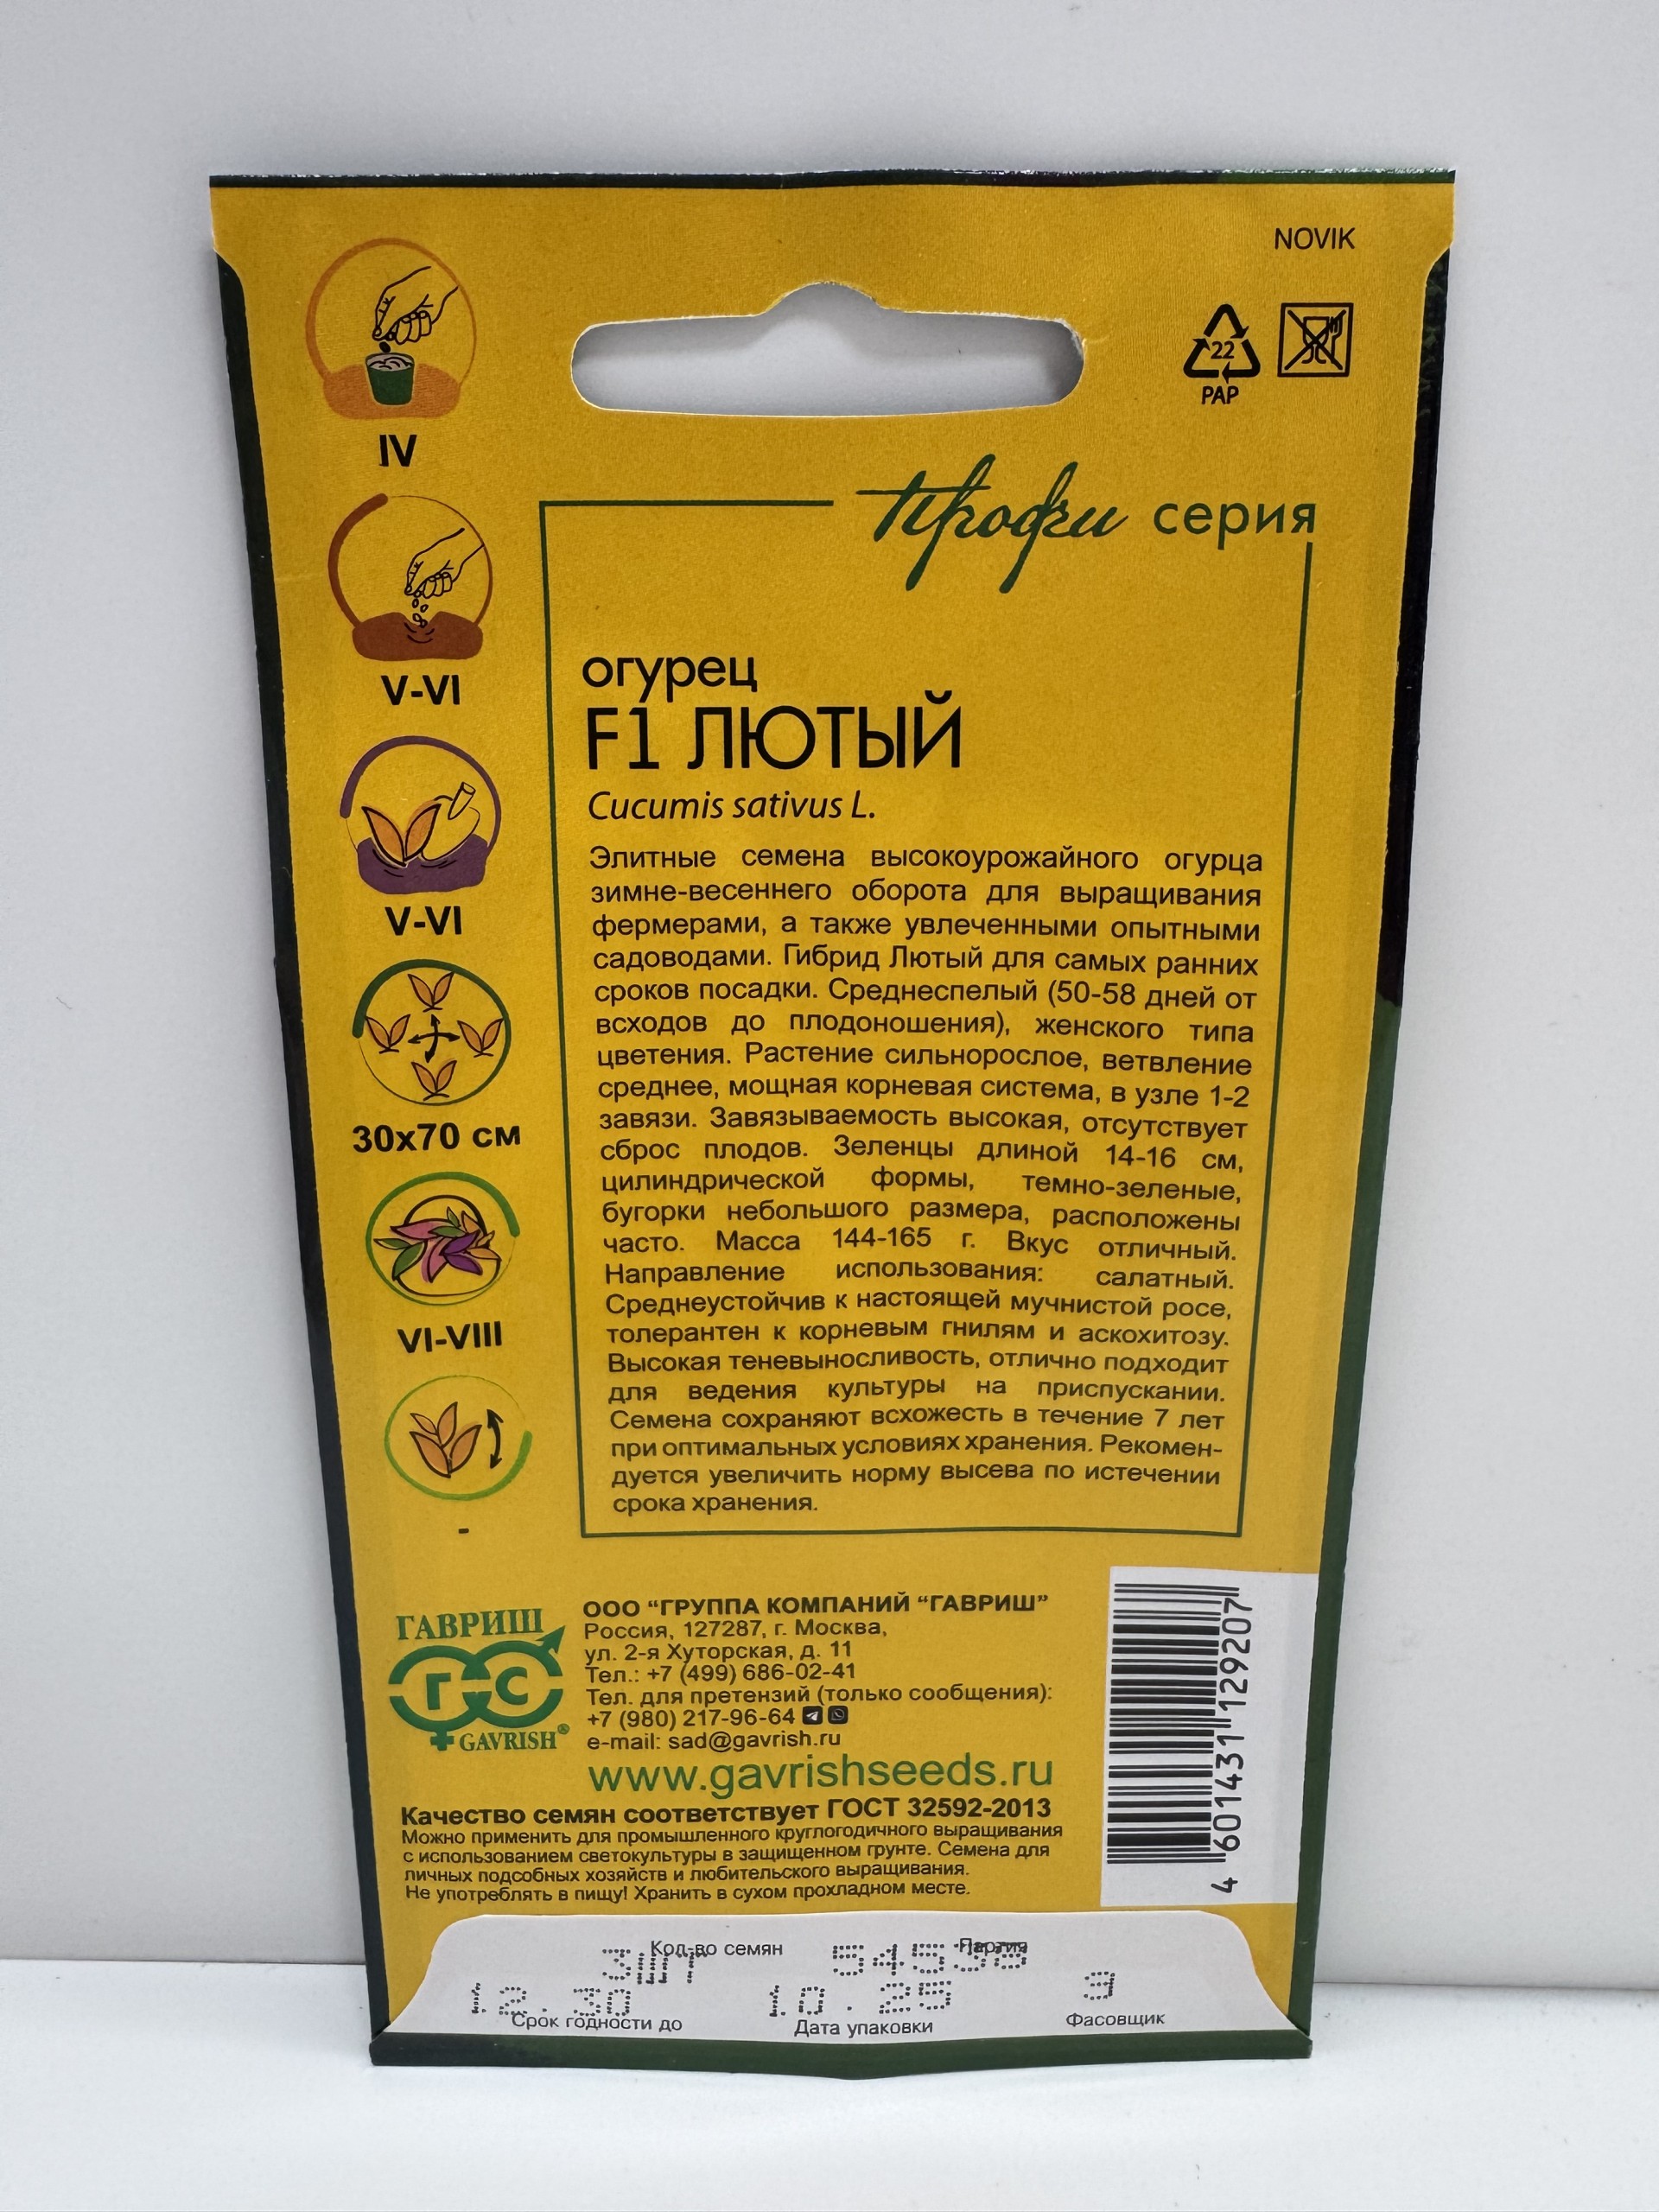 NOVIK
22
PAP
IV
V-VI
V-VI
30х70 см
VI-VIII
-
Профи серия
огурец
F1 ЛЮТЫЙ
Cucumis sativus L.
Элитные семена высокоурожайного огурца
зимне-весеннего оборота для выращивания
фермерами, а также увлеченными опытными
садоводами. Гибрид Лютый для самых ранних
сроков посадки. Среднеспелый (50-58 дней от
всходов до плодоношения), женского типа
цветения. Растение сильнорослое, ветвление
среднее, мощная корневая система, в узле 1-2
завязи. Завязываемость высокая, отсутствует
сброс плодов. Зеленцы длиной 14-16 см,
цилиндрической формы, темно-зеленые,
бугорки небольшого размера, расположены
часто. Масса 144-165 г. Вкус отличный.
Направление использования: салатный.
Среднеустойчив к настоящей мучнистой росе,
толерантен к корневым гнилям и аскохитозу.
Высокая теневыносливость, отлично подходит
для ведения культуры на приспускании.
Семена сохраняют всхожесть в течение 7 лет
при оптимальных условиях хранения. Рекомен-
дуется увеличить норму высева по истечении
срока хранения.
ГАВРИШ
ГС
GAVRISH®
ООО “ГРУППА КОМПАНИЙ “ГАВРИШ”
Россия, 127287, г. Москва,
ул. 2-я Хуторская, д. 11
Тел.: +7 (499) 686-02-41
Тел. для претензий (только сообщения):
+7 (980) 217-96-64
e-mail: sad@gavrish.ru
www.gavrishseeds.ru
Качество семян соответствует ГОСТ 32592-2013
Можно применить для промышленного круглогодичного выращивания
с использованием светокультуры в защищенном грунте. Семена для
личных подсобных хозяйств и любительского выращивания.
Не употреблять в пищу! Хранить в сухом прохладном месте.
4 601431 129207
Кол-во семян Партия
3шт
12.30 10.25 3
Срок годности до Дата упаковки Фасовщик